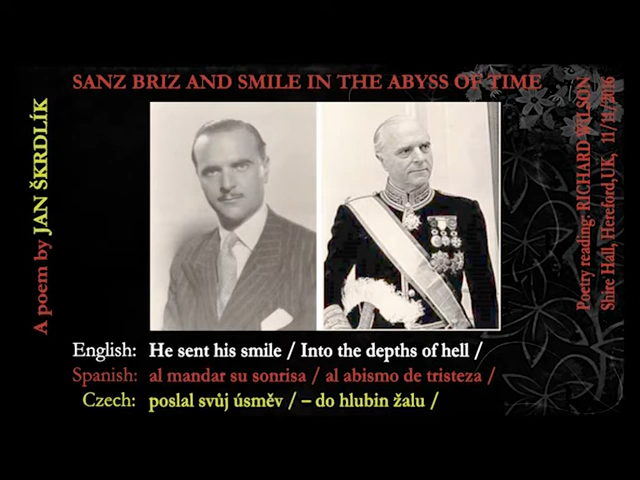 SANZ BRIZ AND SMILE IN THE ABYSS OF TIME
A poem by JAN ŠKRDLÍK
Poetry reading: RICHARD WILSON
Shire Hall, Hereford,UK, 11/11/2016
English: He sent his smile / Into the depths of hell /
Spanish: al mandar su sonrisa / al abismo de tristeza /
Czech: poslal svůj úsměv / – do hlubin žalu /